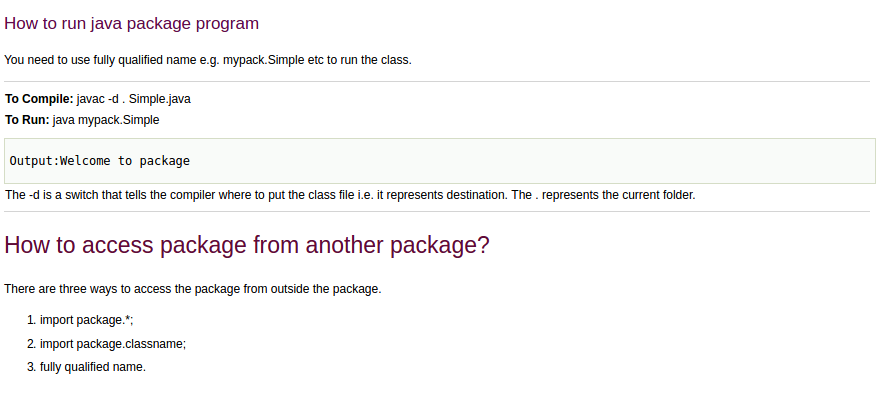 How to run java package program
You need to use fully qualified name e.g. mypack.Simple etc to run the class.
To Compile: javac -d . Simple.java
To Run: java mypack.Simple
Output:Welcome to package
The -d is a switch that tells the compiler where to put the class file i.e. it represents destination. The . represents the current folder.
How to access package from another package?
There are three ways to access the package from outside the package.
1. import package.*;
2. import package.classname;
3. fully qualified name.